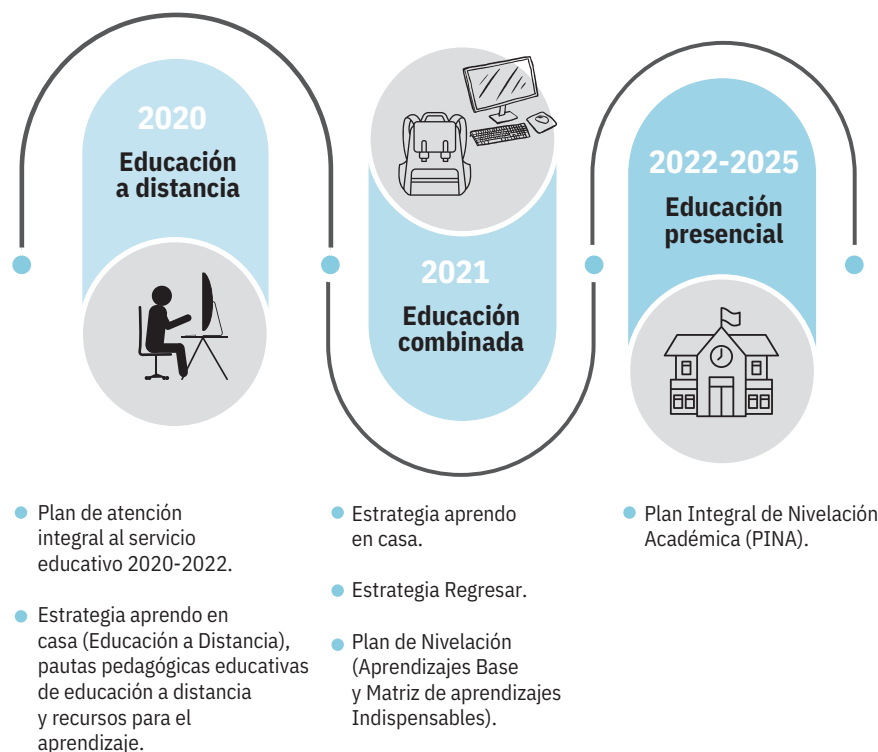 2020
Educación
a distancia
2021
Educación
combinada
2022-2025
Educación
presencial
Plan de atención
integral al servicio
educativo 2020-2022.
Estrategia aprendo en
casa (Educación a Distancia),
pautas pedagógicas educativas
de educación a distancia
y recursos para el
aprendizaje.
Estrategia aprendo
en casa.
Estrategia Regresar.
Plan de Nivelación
(Aprendizajes Base
y Matriz de aprendizajes
Indispensables).
Plan Integral de Nivelación
Académica (PINA).